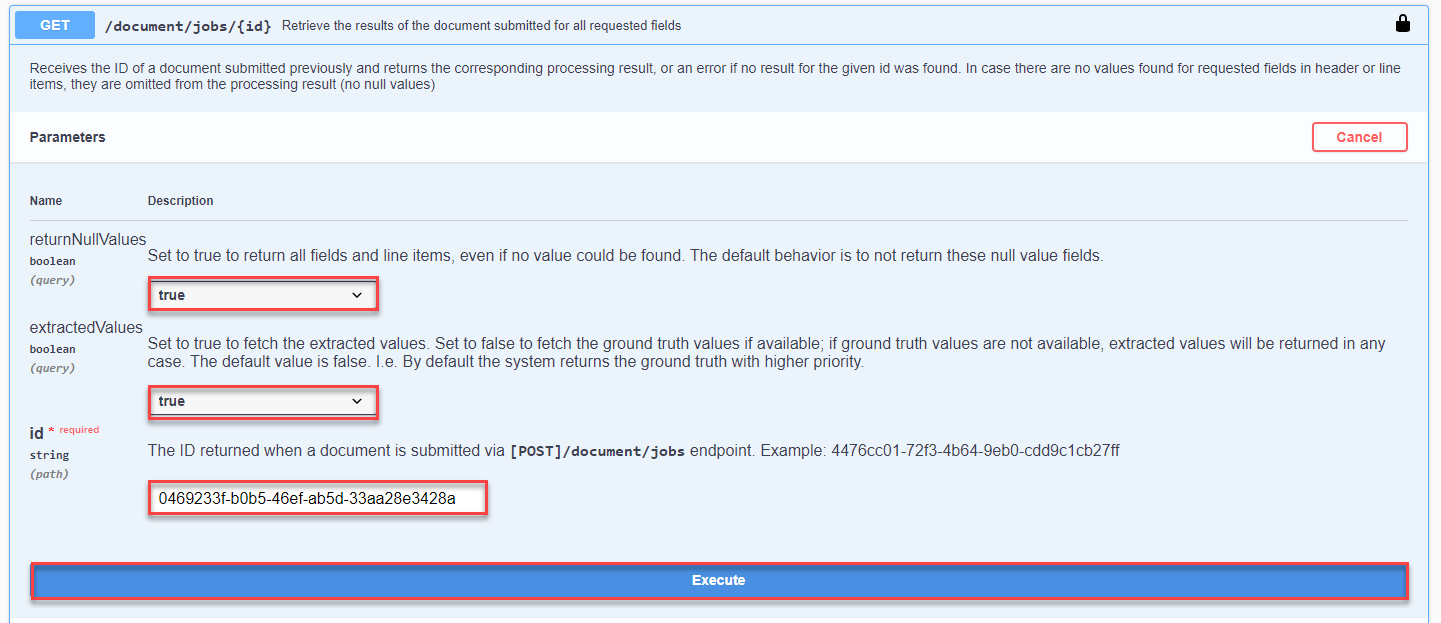 GET /document/jobs/{id} Retrieve the results of the document submitted for all requested fields
Receives the ID of a document submitted previously and returns the corresponding processing result, or an error if no result for the given id was found. In case there are no values found for requested fields in header or line
items, they are omitted from the processing result (no null values)
Parameters
Cancel
Name Description
returnNullValues
boolean
(query)
Set to true to return all fields and line items, even if no value could be found. The default behavior is to not return these null value fields.
true
extractedValues
boolean
(query)
Set to true to fetch the extracted values. Set to false to fetch the ground truth values if available; if ground truth values are not available, extracted values will be returned in any
case. The default value is false. I.e. By default the system returns the ground truth with higher priority.
true
id * required
string
(path)
The ID returned when a document is submitted via [POST]/document/jobs endpoint. Example: 4476cc01-72f3-4b64-9eb0-cdd9c1cb27ff
0469233f-b0b5-46ef-ab5d-33aa28e3428a
Execute